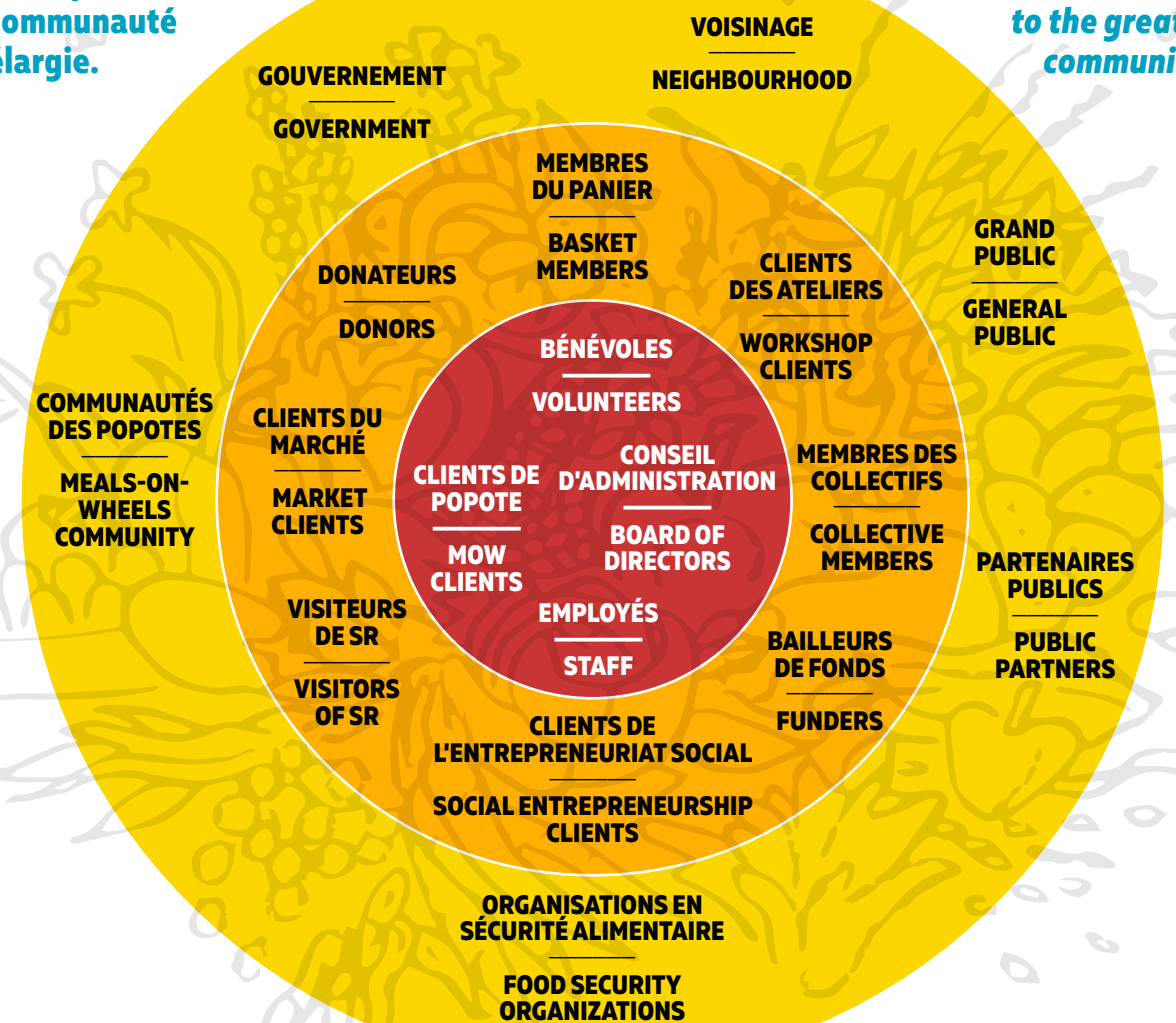 ommunauté
élargie.
to the great
communi
VOISINAGE
NEIGHBOURHOOD
GOUVERNEMENT
GOVERNMENT
MEMBRES
DU PANIER
BASKET
MEMBERS
GRAND
PUBLIC
GENERAL
PUBLIC
DONATEURS
DONORS
CLIENTS
DES ATELIERS
WORKSHOP
CLIENTS
BÉNÉVOLES
VOLUNTEERS
COMMUNAUTÉS
DES POPOTES
MEALS-ON-
WHEELS
COMMUNITY
CLIENTS DU
MARCHÉ
MARKET
CLIENTS
CLIENTS DE
POPOTE
MOW
CLIENTS
CONSEIL
D'ADMINISTRATION
BOARD OF
DIRECTORS
MEMBRES DES
COLLECTIFS
COLLECTIVE
MEMBERS
PARTENAIRES
PUBLICS
PUBLIC
PARTNERS
EMPLOYÉS
STAFF
VISITEURS
DE SR
VISITORS
OF SR
BAILLEURS
DE FONDS
FUNDERS
CLIENTS DE
L'ENTREPRENEURIAT SOCIAL
SOCIAL ENTREPRENEURSHIP
CLIENTS
ORGANISATIONS EN
SÉCURITÉ ALIMENTAIRE
FOOD SECURITY
ORGANIZATIONS